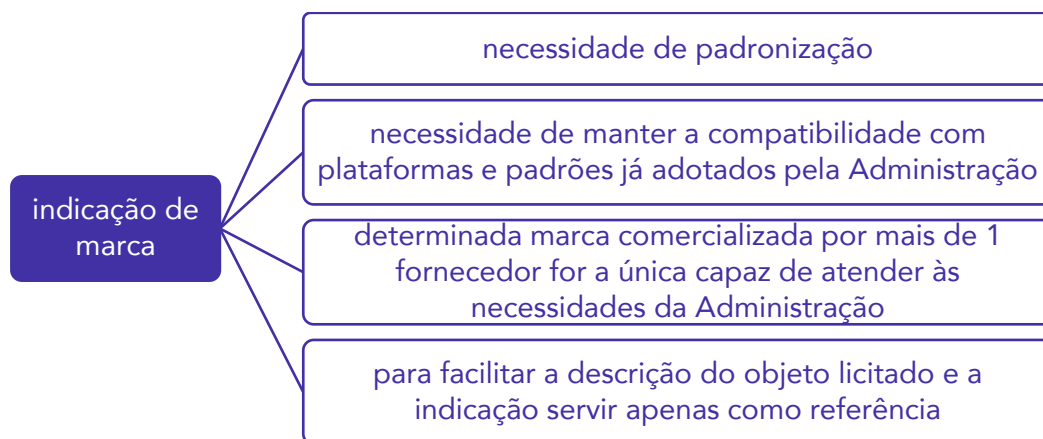 indicação de
marca
necessidade de padronização
necessidade de manter a compatibilidade com
plataformas e padrões já adotados pela Administração
determinada marca comercializada por mais de 1
fornecedor for a única capaz de atender às
necessidades da Administração
para facilitar a descrição do objeto licitado e a
indicação servir apenas como referência